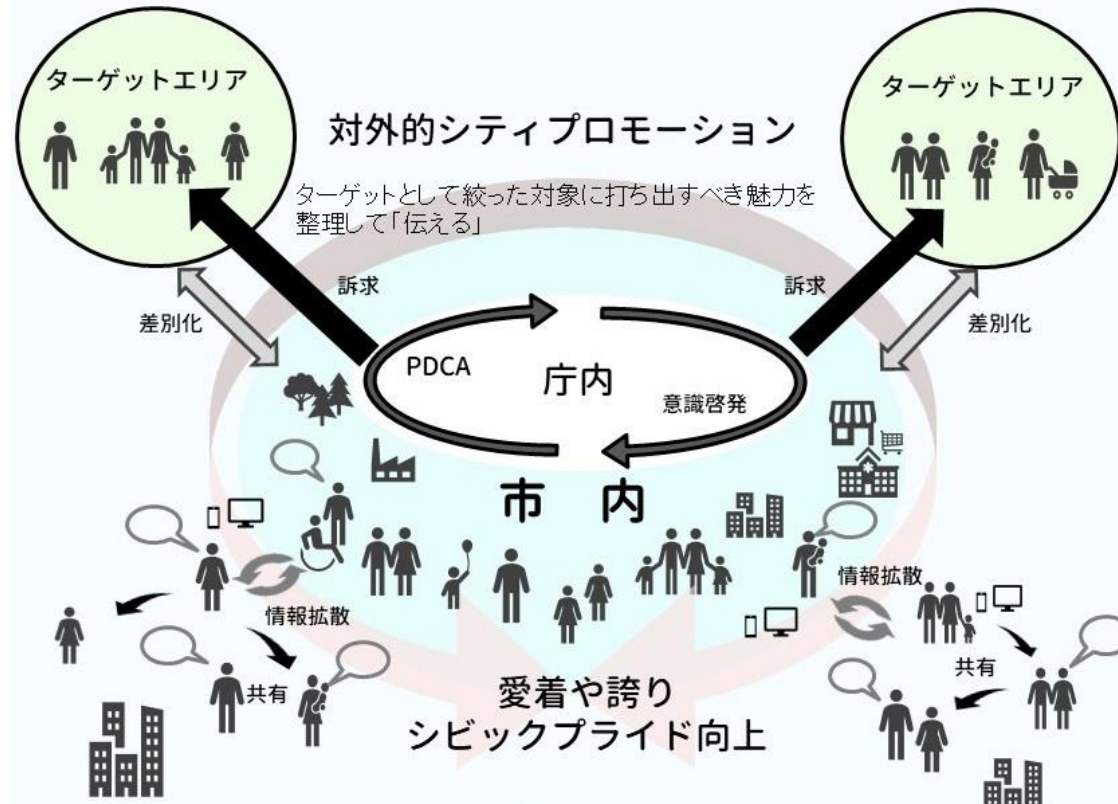 ターゲットエリア
ターゲットエリア
対外的シティプロモーション
ターゲットとして絞った対象に打ち出すべき魅力を
整理して「伝える」
訴求
訴求
差別化
差別化
PDCA
庁内
意識啓発
市 内
情報拡散
情報拡散
共有
共有
愛着や誇り
シビックプライド向上